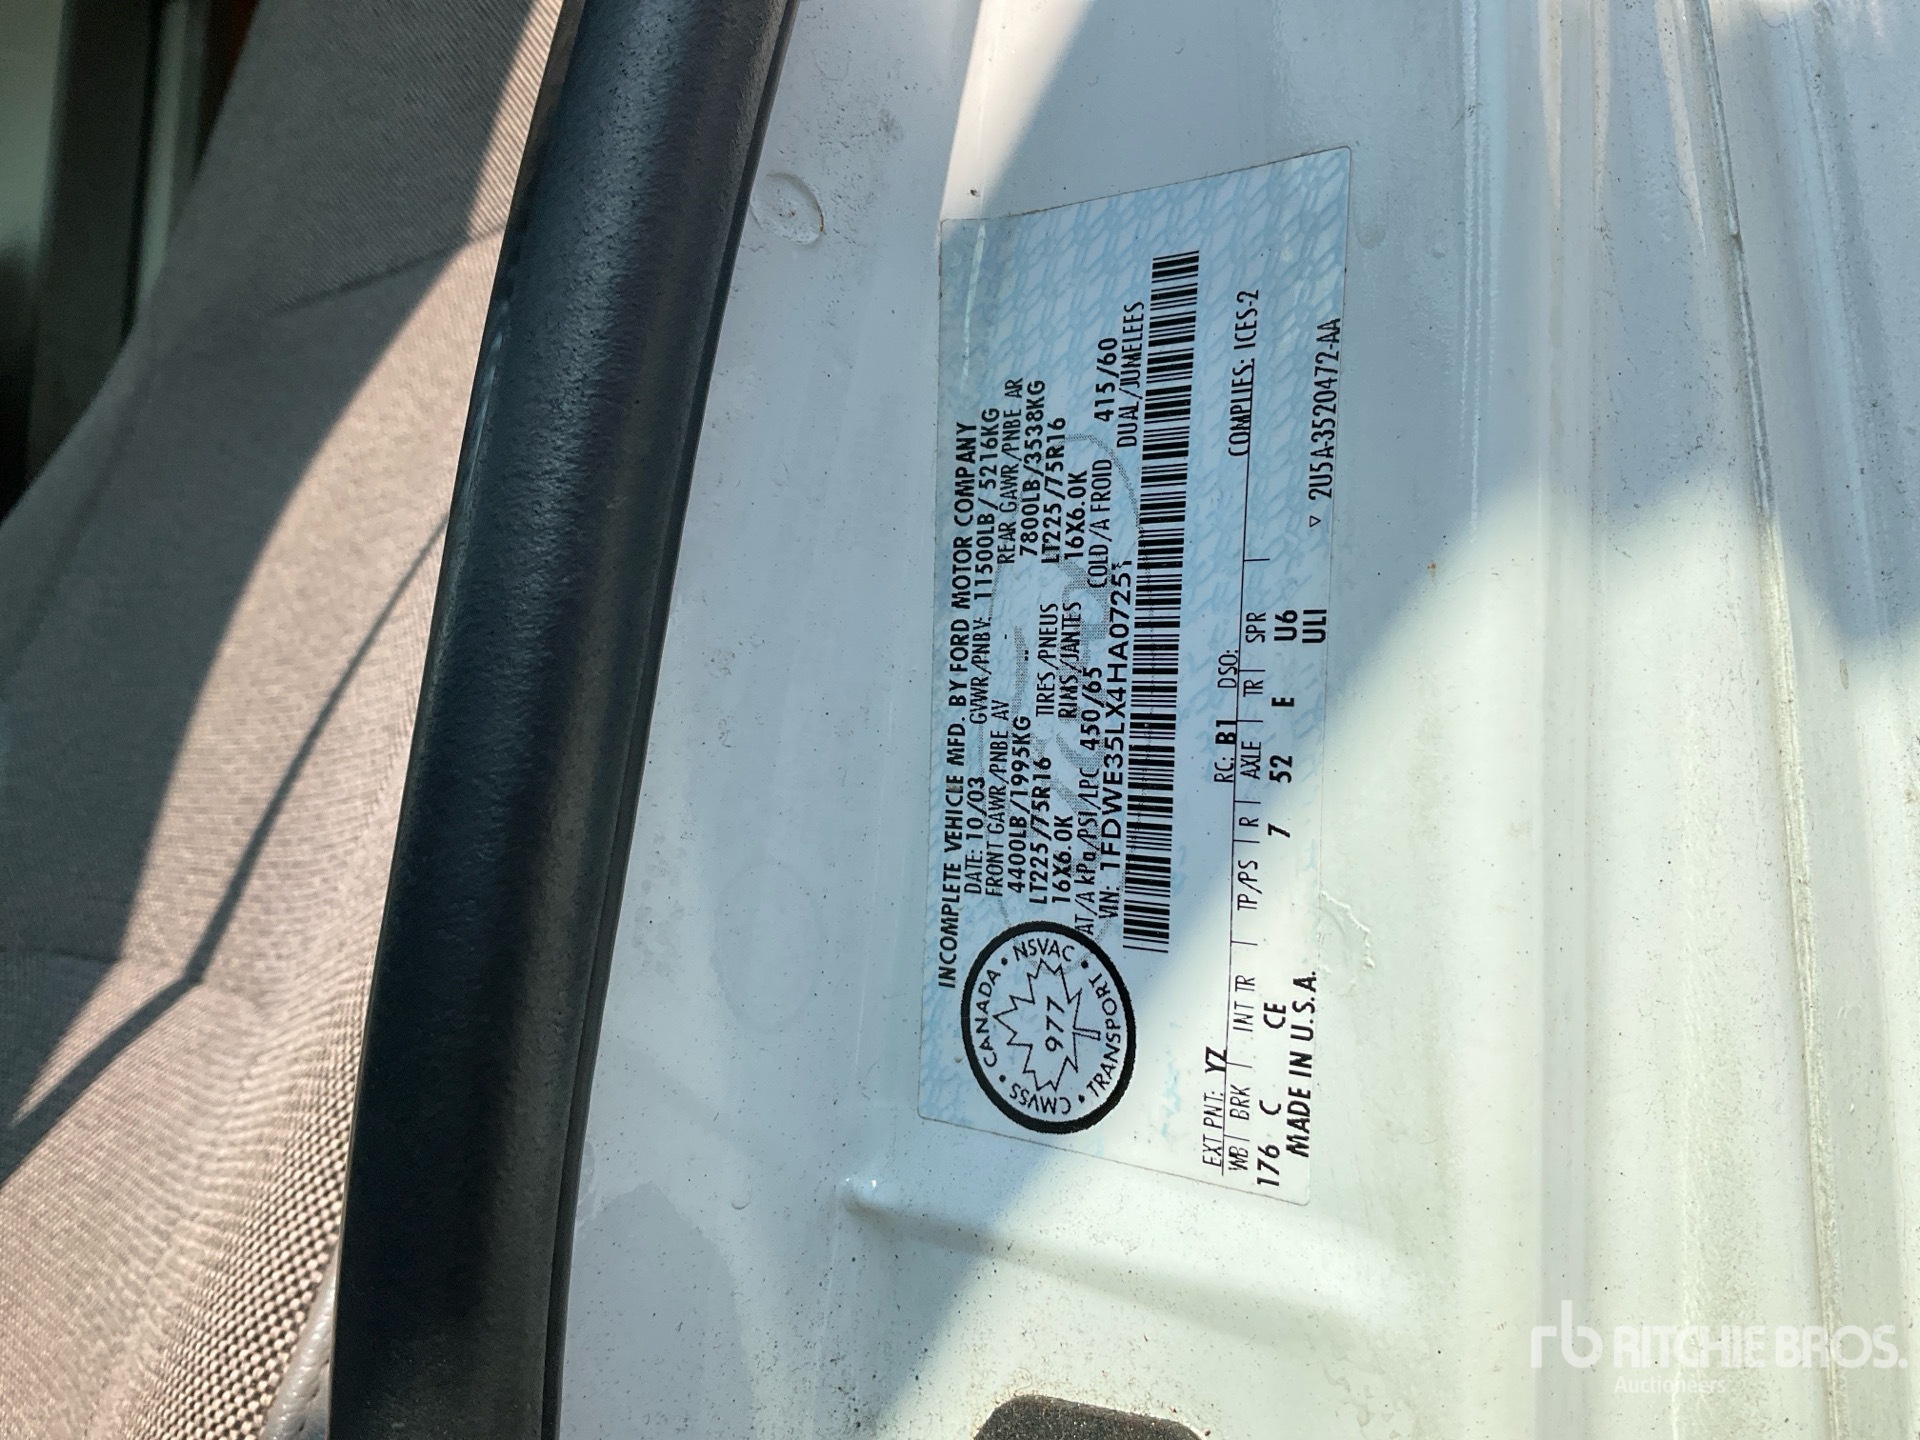 INCOMPLETE VEHICLE MFD. BY FORD MOTOR COMPANY
DATE: 10/03 GVWR/PNBV: 11500LB/ 5216KG
FRONT GAWR/PNBE AV REAR GAWR/PNBE AR
4400LB/1995KG 7800LB/3538KG
LT225/75R16 TIRES/PNEUS LT225/75R16
16X6.0K RIMS/JANTES 16X6.0K
AT/A kPa/PSI/LPC 450/65 COLD/A FROID 415/60
VIN: 1FDWE35LX4HA07251 DUAL/JUMELEES
CANADA • NSVAC • TRANSPORT • CMVSS •
977
EXT PNT: YZ RC: B1 DSO: COMPLIES: ICES-2
WB BRK INT TR TP/PS R AXLE TR SPR
176 C CE 7 52 E U6
MADE IN U.S.A. ULI ▽ 2U5A-3520472-AA
rb RITCHIE BROS.
Auctioneers